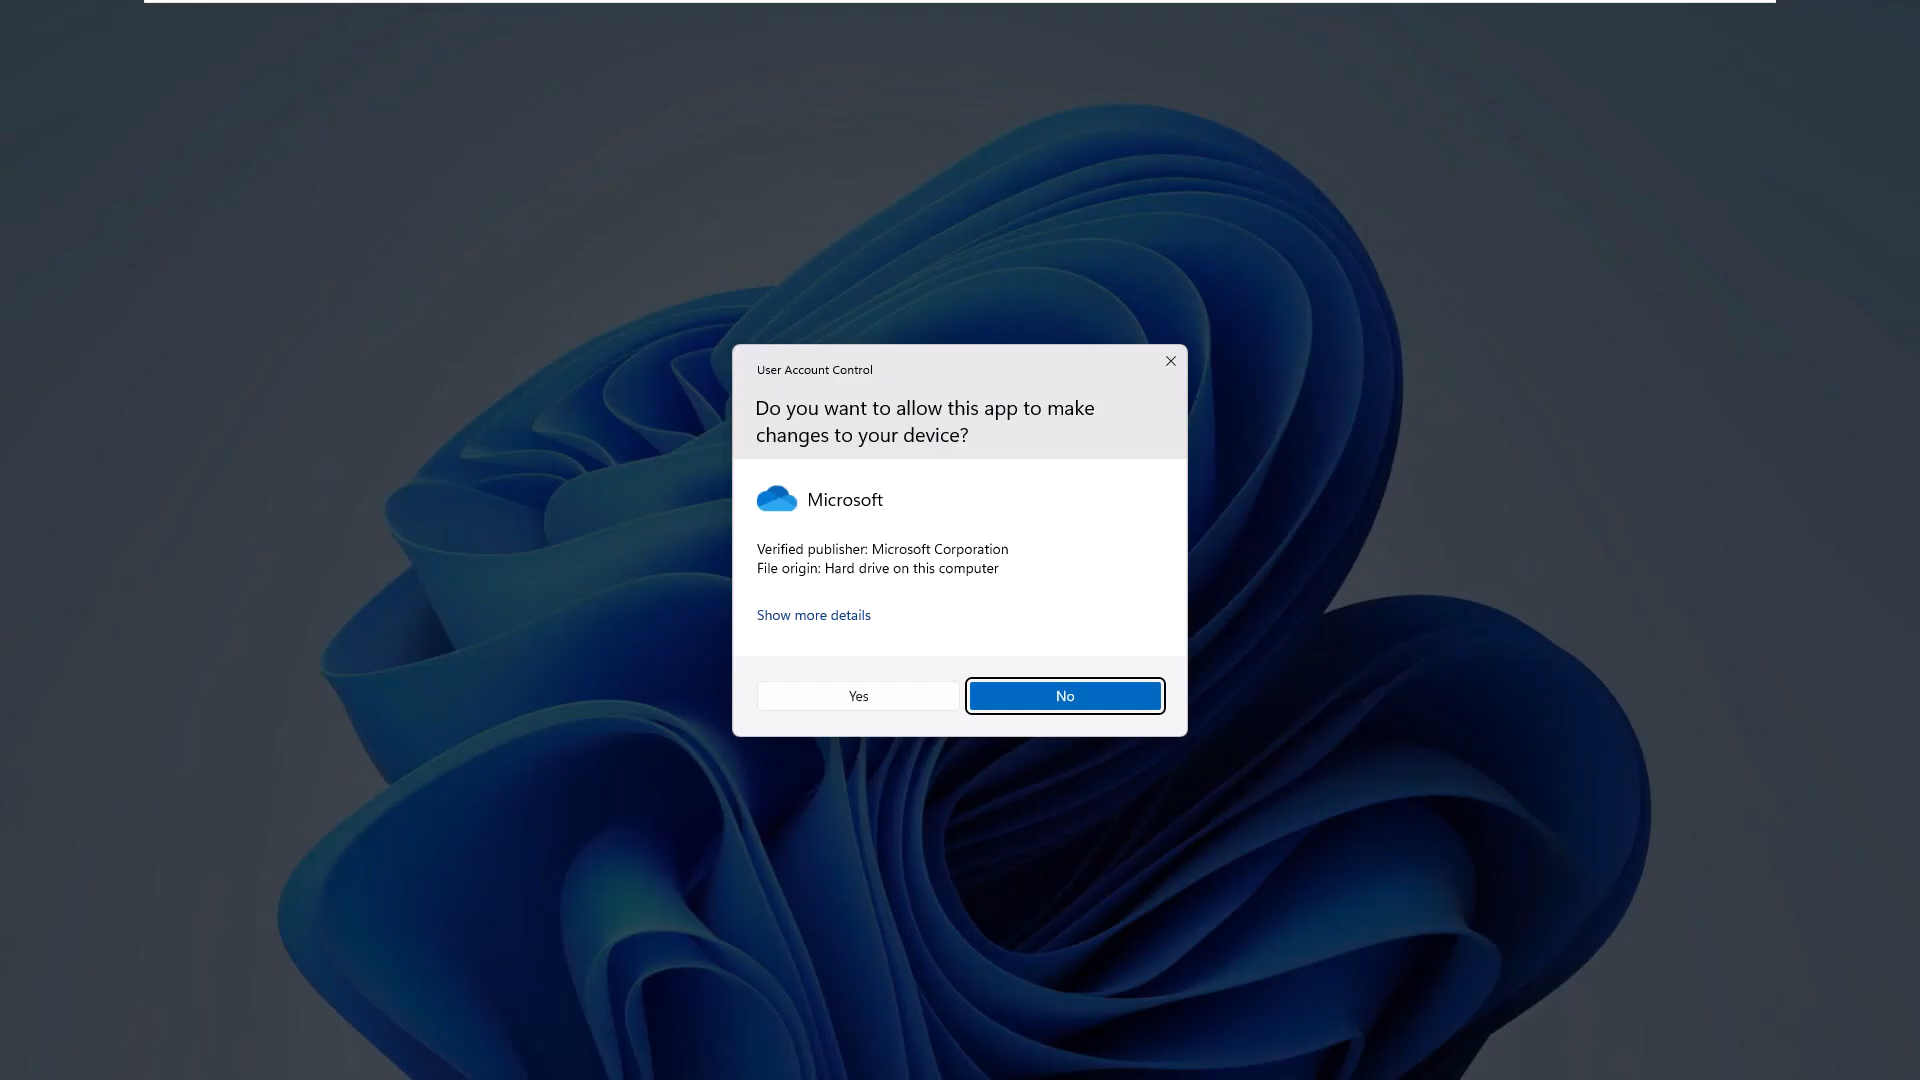 User Account Control
Do you want to allow this app to make
changes to your device?
Microsoft
Verified publisher: Microsoft Corporation
File origin: Hard drive on this computer
Show more details
Yes
No